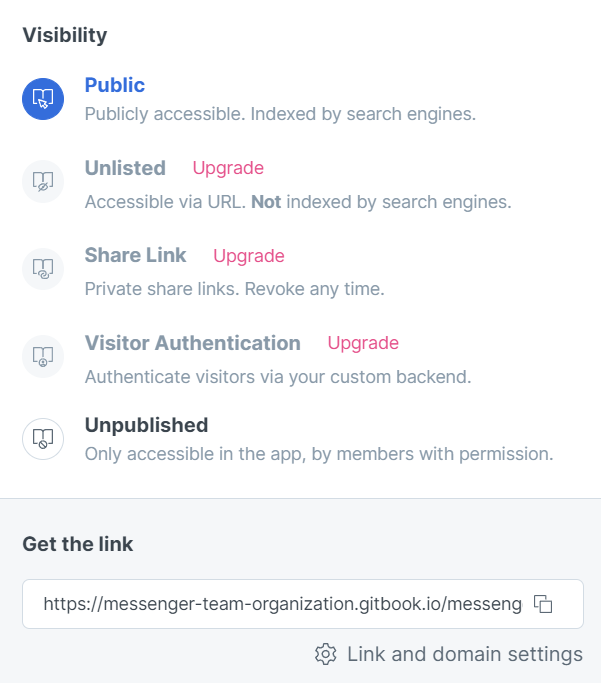 Visibility
Public
Publicly accessible. Indexed by search engines.
Unlisted Upgrade
Accessible via URL. Not indexed by search engines.
Share Link Upgrade
Private share links. Revoke any time.
Visitor Authentication Upgrade
Authenticate visitors via your custom backend.
Unpublished
Only accessible in the app, by members with permission.
Get the link
https://messenger-team-organization.gitbook.io/messeng
Link and domain settings